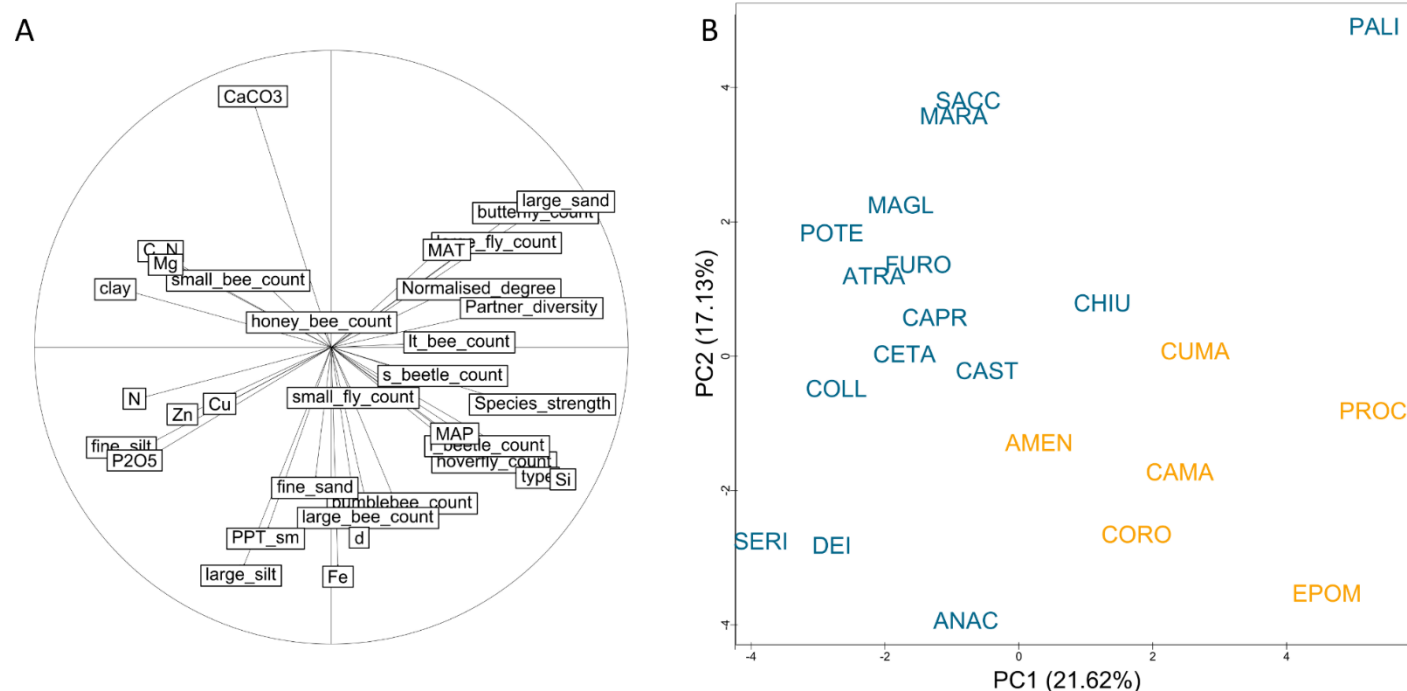 A
CaCO3
large_sand
butterfly_count
fly_count
MAT
C_N
Mg
small_bee_count
clay
Normalised_degree
Partner_diversity
honey_bee_count
lt_bee_count
s_beetle_count
N
Cu
Zn
small_fly_count
Species_strength
MAP
_beetle_count
hoverfly_count
fine_silt
P2O5
type
Si
fine_sand
bumblebee_count
large_bee_count
PPT_sm
d
large_silt
Fe
B
PALI
4
SACC
MARA
MAGL
2
POTE
FURO
ATRA
CHIU
CAPR
PC2 (17.13%)
0
CETA
CUMA
CAST
COLL
PROC
AMEN
CAMA
-2
SERI
DEI
CORO
EPOM
ANAC
-4
-4
-2
0
2
4
PC1 (21.62%)